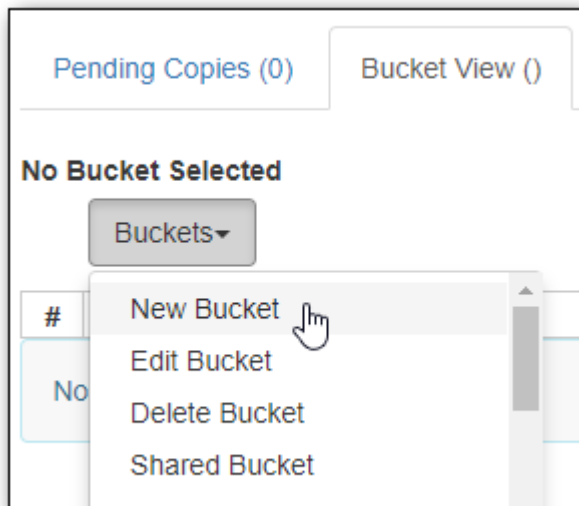 Pending Copies (0) Bucket View ()
No Bucket Selected
Buckets
New Bucket
#
Edit Bucket
No
Delete Bucket
Shared Bucket